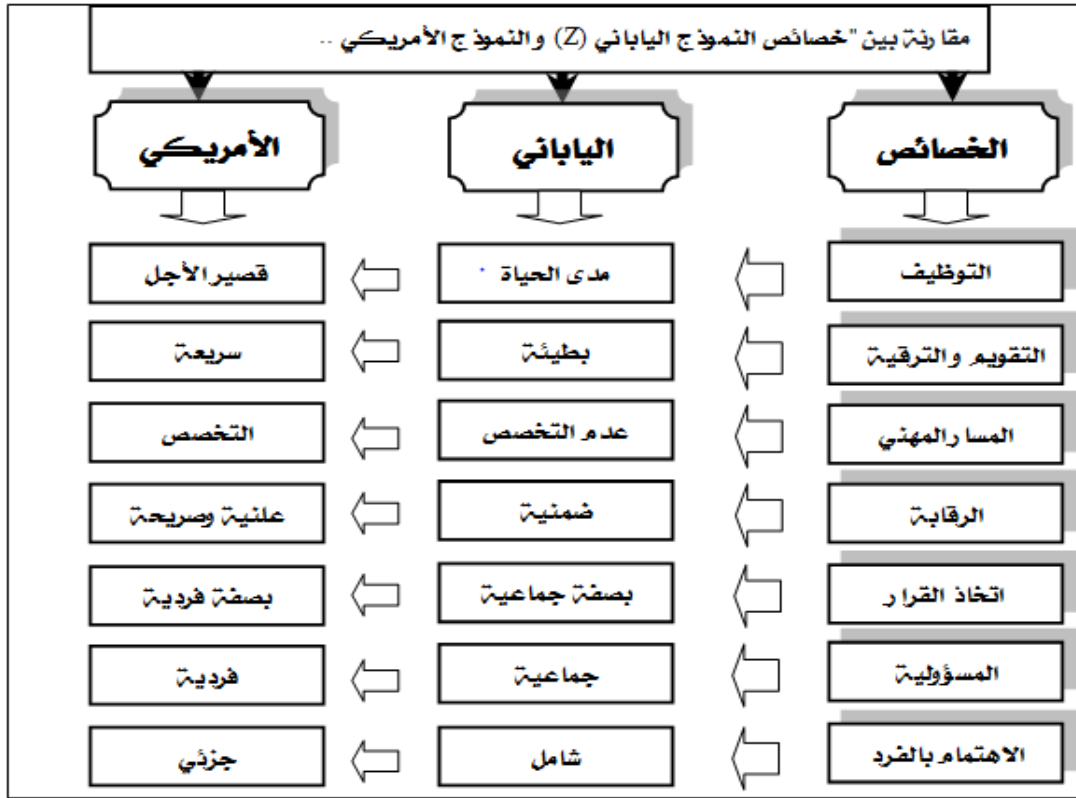 مقارنة بين "خصائص النموذج الياباني (Z) والنموذج الأمريكي ..
الخصائص الياباني الأمريكي
التوظيف مدى الحياة قصير الأجل
التقويم والترقية بطيئة سريعة
المسار المهني عدم التخصص التخصص
الرقابة ضمنية علنية وصريحة
اتخاذ القرار بصفة جماعية بصفة فردية
المسؤولية جماعية فردية
الاهتمام بالفرد شامل جزئي